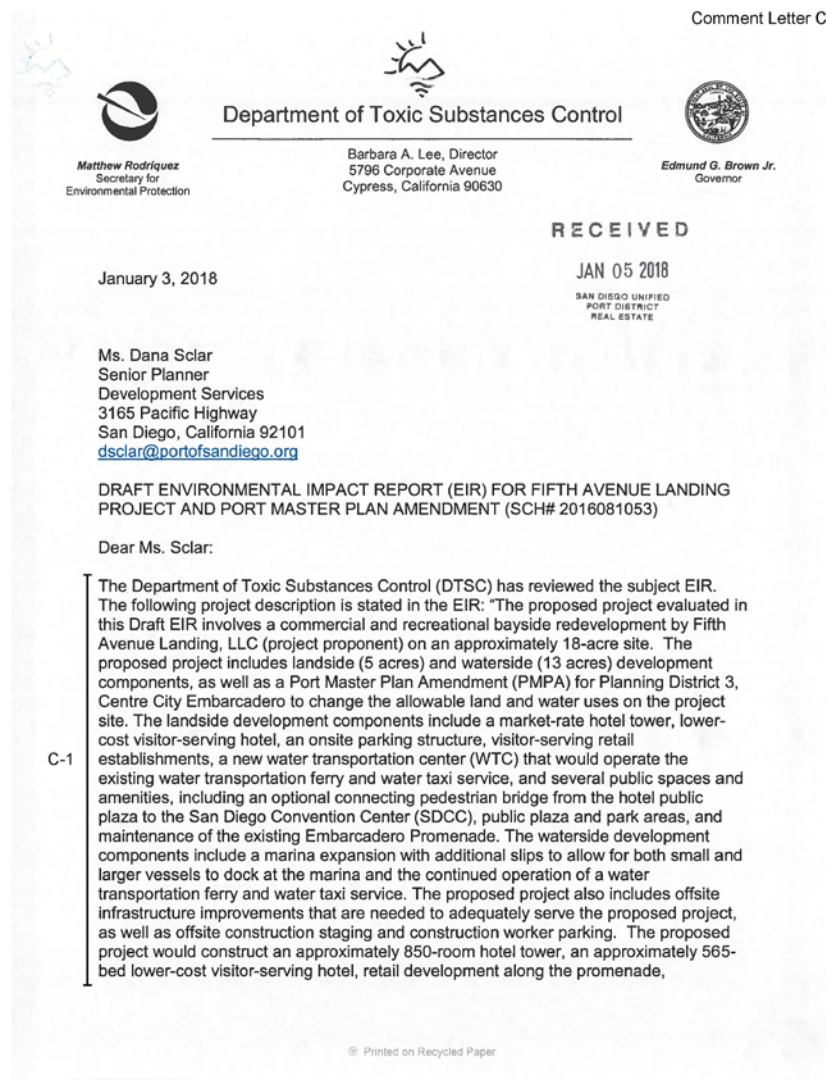 Comment Letter C
Department of Toxic Substances Control
Matthew Rodriquez
Secretary for
Environmental Protection
Barbara A. Lee, Director
5796 Corporate Avenue
Cypress, California 90630
Edmund G. Brown Jr.
Governor
RECEIVED
JAN 05 2018
SAN DIEGO UNIFIED
PORT DISTRICT
REAL ESTATE
January 3, 2018
Ms. Dana Sclar
Senior Planner
Development Services
3165 Pacific Highway
San Diego, California 92101
dsclar@portofsandiego.org
DRAFT ENVIRONMENTAL IMPACT REPORT (EIR) FOR FIFTH AVENUE LANDING
PROJECT AND PORT MASTER PLAN AMENDMENT (SCH# 2016081053)
Dear Ms. Sclar:
The Department of Toxic Substances Control (DTSC) has reviewed the subject EIR.
The following project description is stated in the EIR: "The proposed project evaluated in
this Draft EIR involves a commercial and recreational bayside redevelopment by Fifth
Avenue Landing, LLC (project proponent) on an approximately 18-acre site. The
proposed project includes landside (5 acres) and waterside (13 acres) development
components, as well as a Port Master Plan Amendment (PMPA) for Planning District 3,
Centre City Embarcadero to change the allowable land and water uses on the project
site. The landside development components include a market-rate hotel tower, lower-
cost visitor-serving hotel, an onsite parking structure, visitor-serving retail
C-1
establishments, a new water transportation center (WTC) that would operate the
existing water transportation ferry and water taxi service, and several public spaces and
amenities, including an optional connecting pedestrian bridge from the hotel public
plaza to the San Diego Convention Center (SDCC), public plaza and park areas, and
maintenance of the existing Embarcadero Promenade. The waterside development
components include a marina expansion with additional slips to allow for both small and
larger vessels to dock at the marina and the continued operation of a water
transportation ferry and water taxi service. The proposed project also includes offsite
infrastructure improvements that are needed to adequately serve the proposed project,
as well as offsite construction staging and construction worker parking. The proposed
project would construct an approximately 850-room hotel tower, an approximately 565-
bed lower-cost visitor-serving hotel, retail development along the promenade,
Printed on Recycled Paper